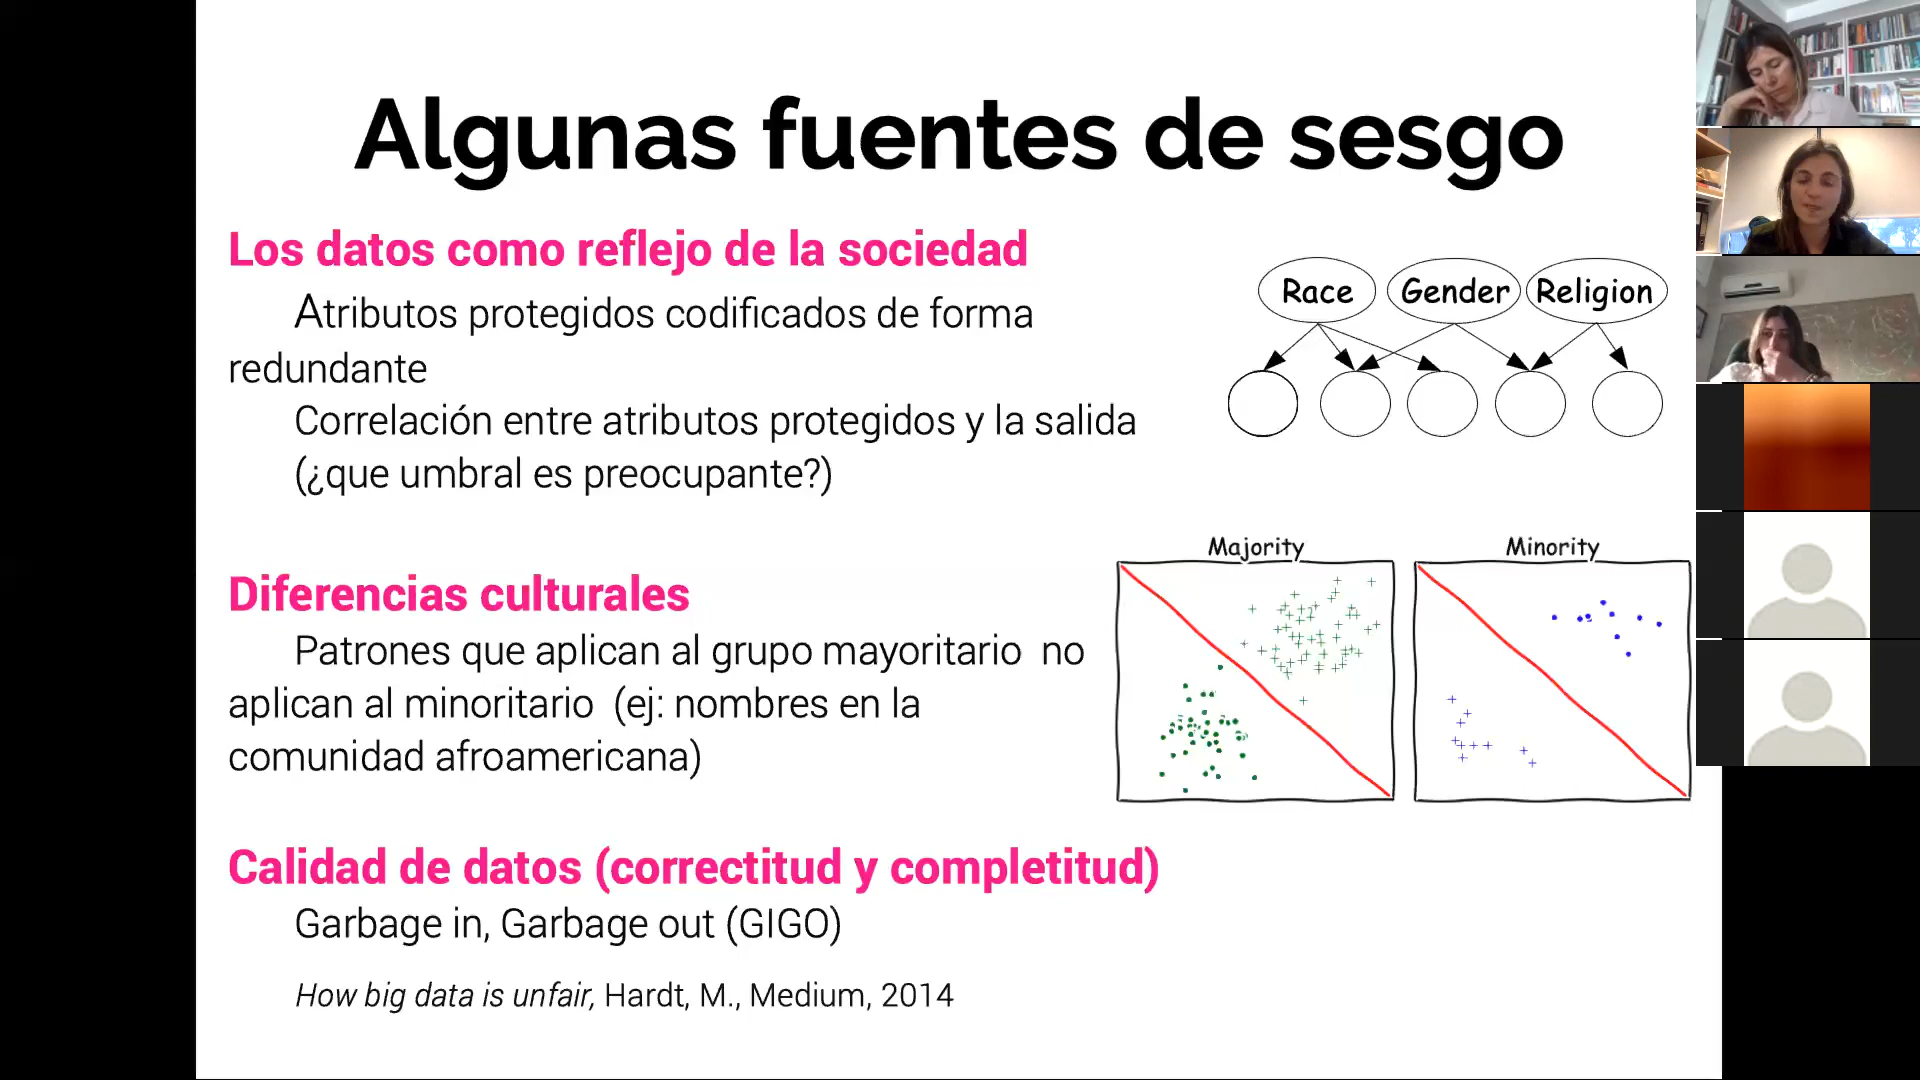 Algunas fuentes de sesgo
Los datos como reflejo de la sociedad
Atributos protegidos codificados de forma
redundante
Correlación entre atributos protegidos y la salida
(¿que umbral es preocupante?)
Race Gender Religion
Diferencias culturales
Patrones que aplican al grupo mayoritario no
aplican al minoritario (ej: nombres en la
comunidad afroamericana)
Majority Minority
Calidad de datos (correctitud y completitud)
Garbage in, Garbage out (GIGO)
How big data is unfair, Hardt, M., Medium, 2014